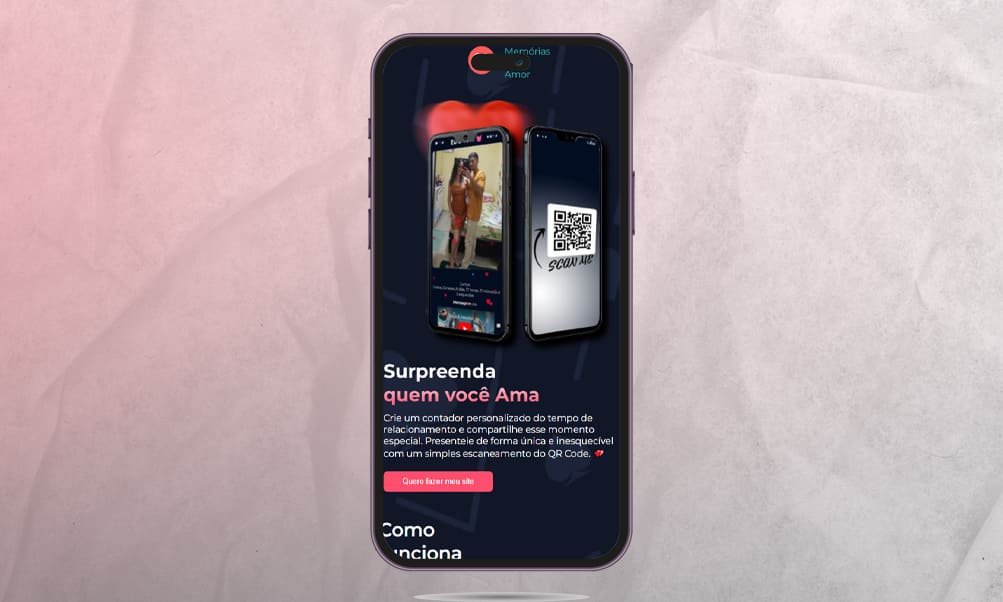 Memórias
Amor
SCAN ME
Surpreenda
quem você Ama
Crie um contador personalizado do tempo de
relacionamento e compartilhe esse momento
especial. Presenteie de forma única e inesquecível
com um simples escaneamento do QR Code.
Quero fazer meu site
Como
unciona